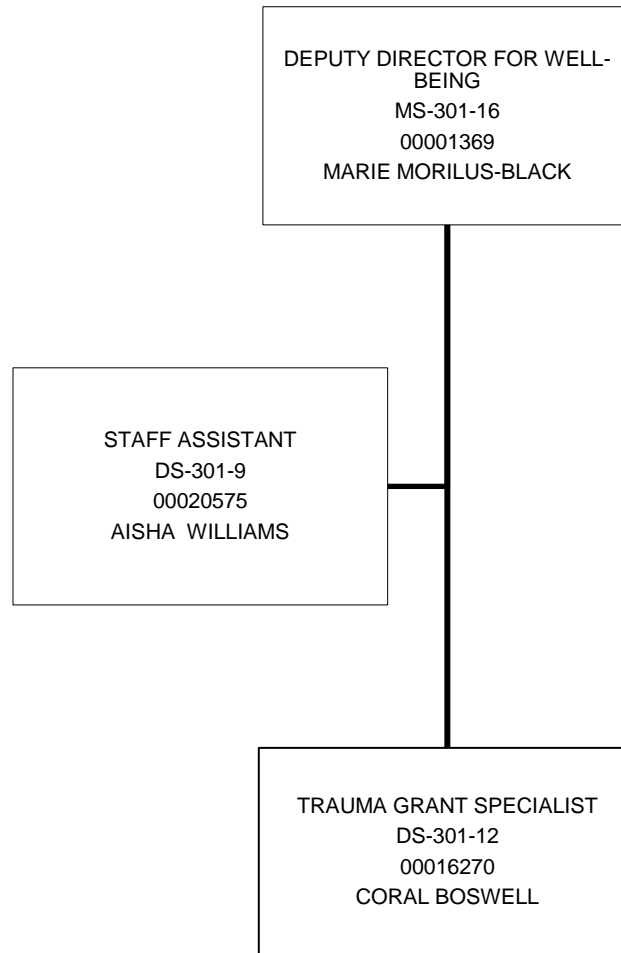 DEPUTY DIRECTOR FOR WELL-
BEING
MS-301-16
00001369
MARIE MORILUS-BLACK
STAFF ASSISTANT
DS-301-9
00020575
AISHA  WILLIAMS
TRAUMA GRANT SPECIALIST
DS-301-12
00016270
CORAL BOSWELL